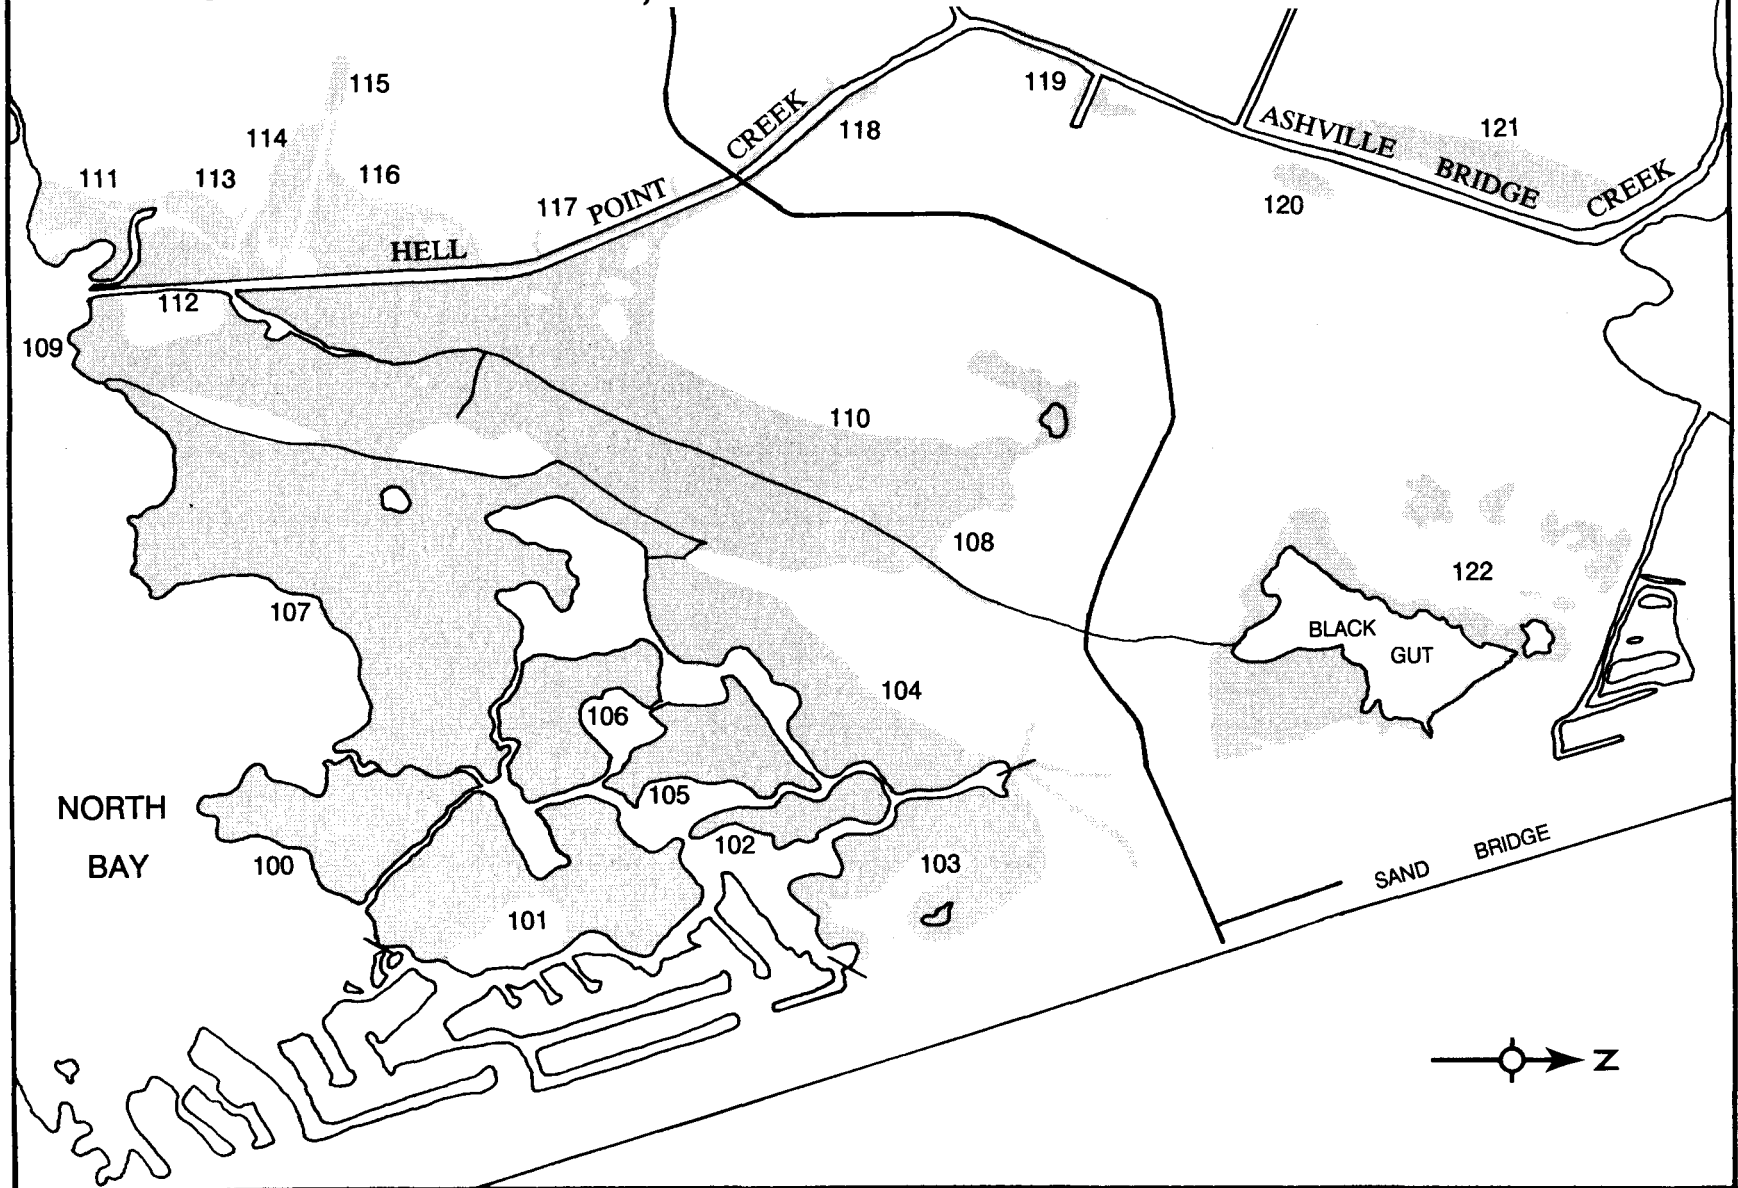 115
119
118
CREEK
114
ASHVILLE
121
111
113
116
BRIDGE
CREEK
117
POINT
120
HELL
112
109
110
108
122
107
BLACK
GUT
104
106
105
NORTH
BAY
100
102
103
SAND
BRIDGE
101
N